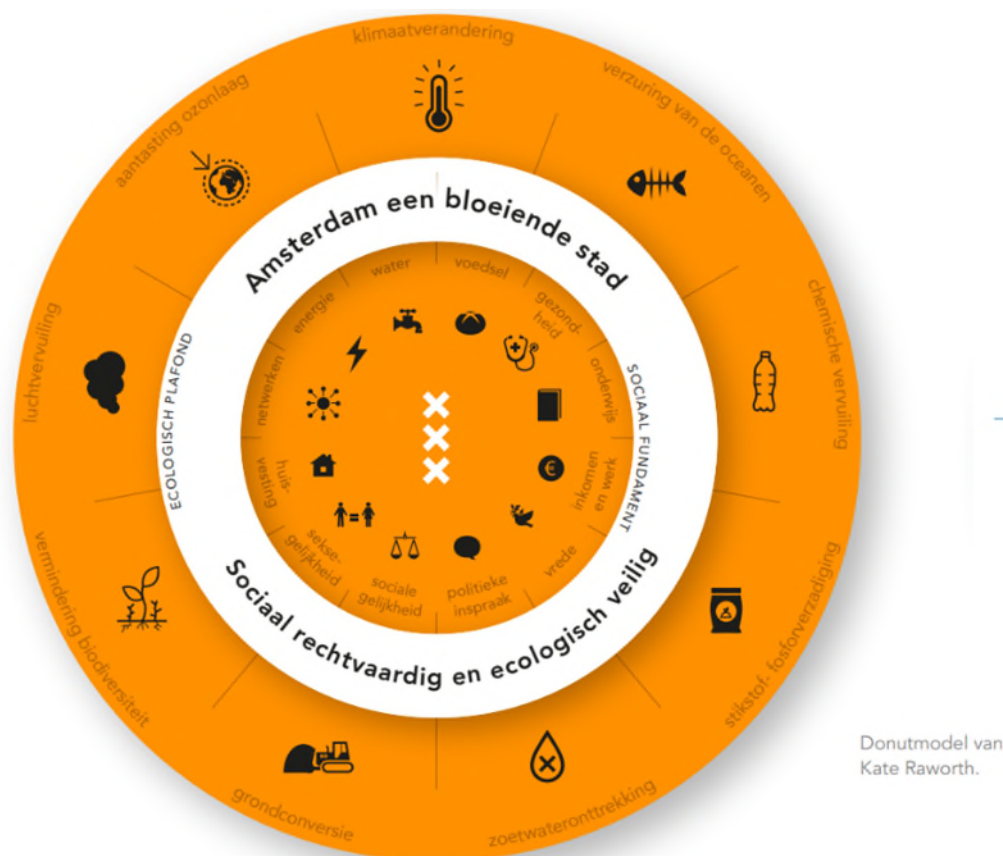 klimaatverandering
verzuring van de oceanen
chemische vervuiling
stikstof- fosforverzadiging
zoetwateronttrekking
grondconversie
vermindering biodiversiteit
luchtvervuiling
aantasting ozonlaag
Amsterdam een bloeiende stad
ECOLOGISCH PLAFOND
SOCIAAL FUNDAMENT
Sociaal rechtvaardig en ecologisch veilig
water
voedsel
gezond-
heid
onderwijs
inkomen
en werk
vrede
politieke
inspraak
sociale
gelijkheid
sekse-
gelijkheid
huis-
vesting
netwerken
energie
Donutmodel van
Kate Raworth.